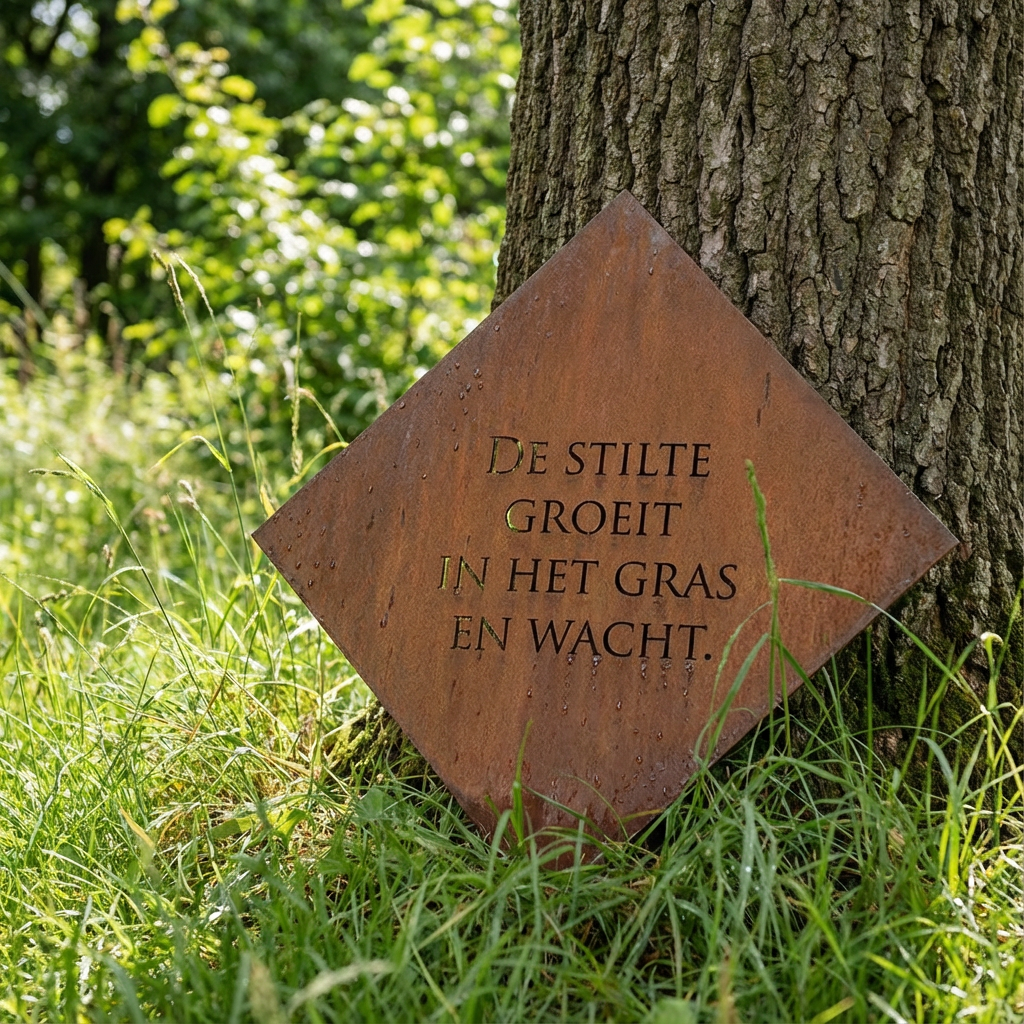 DE STILTE
GROEIT
IN HET GRAS
EN WACHT.